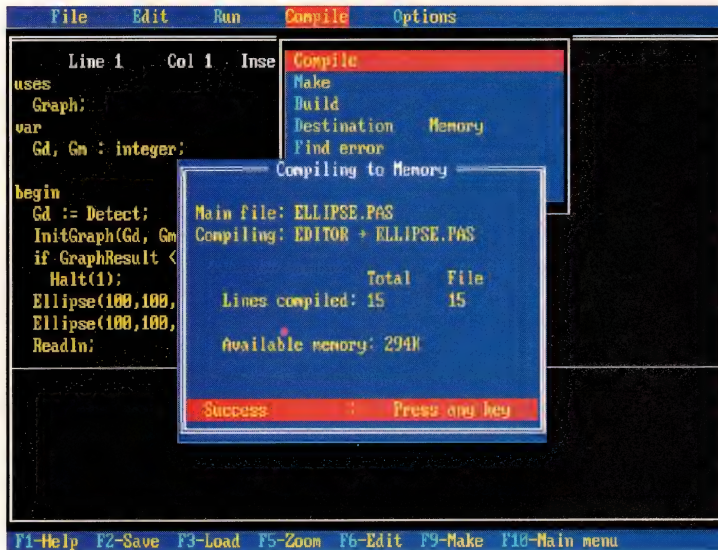 File Edit Run Compile Options
Line 1 Col 1 Inse
uses
Graph;
var
Gd, Gm : integer;
begin
Gd := Detect;
InitGraph(Gd, Gm
if GraphResult <
Halt(1);
Ellipse(100,100,
Ellipse(100,100,
Readln;
Compile
Make
Build
Destination Memory
Find error
Compiling to Memory
Main file: ELLIPSE.PAS
Compiling: EDITOR → ELLIPSE.PAS
Total File
Lines compiled: 15 15
Available memory: 294K
Success : Press any key
F1-Help F2-Save F3-Load F5-Zoom F6-Edit F9-Make F10-Main menu